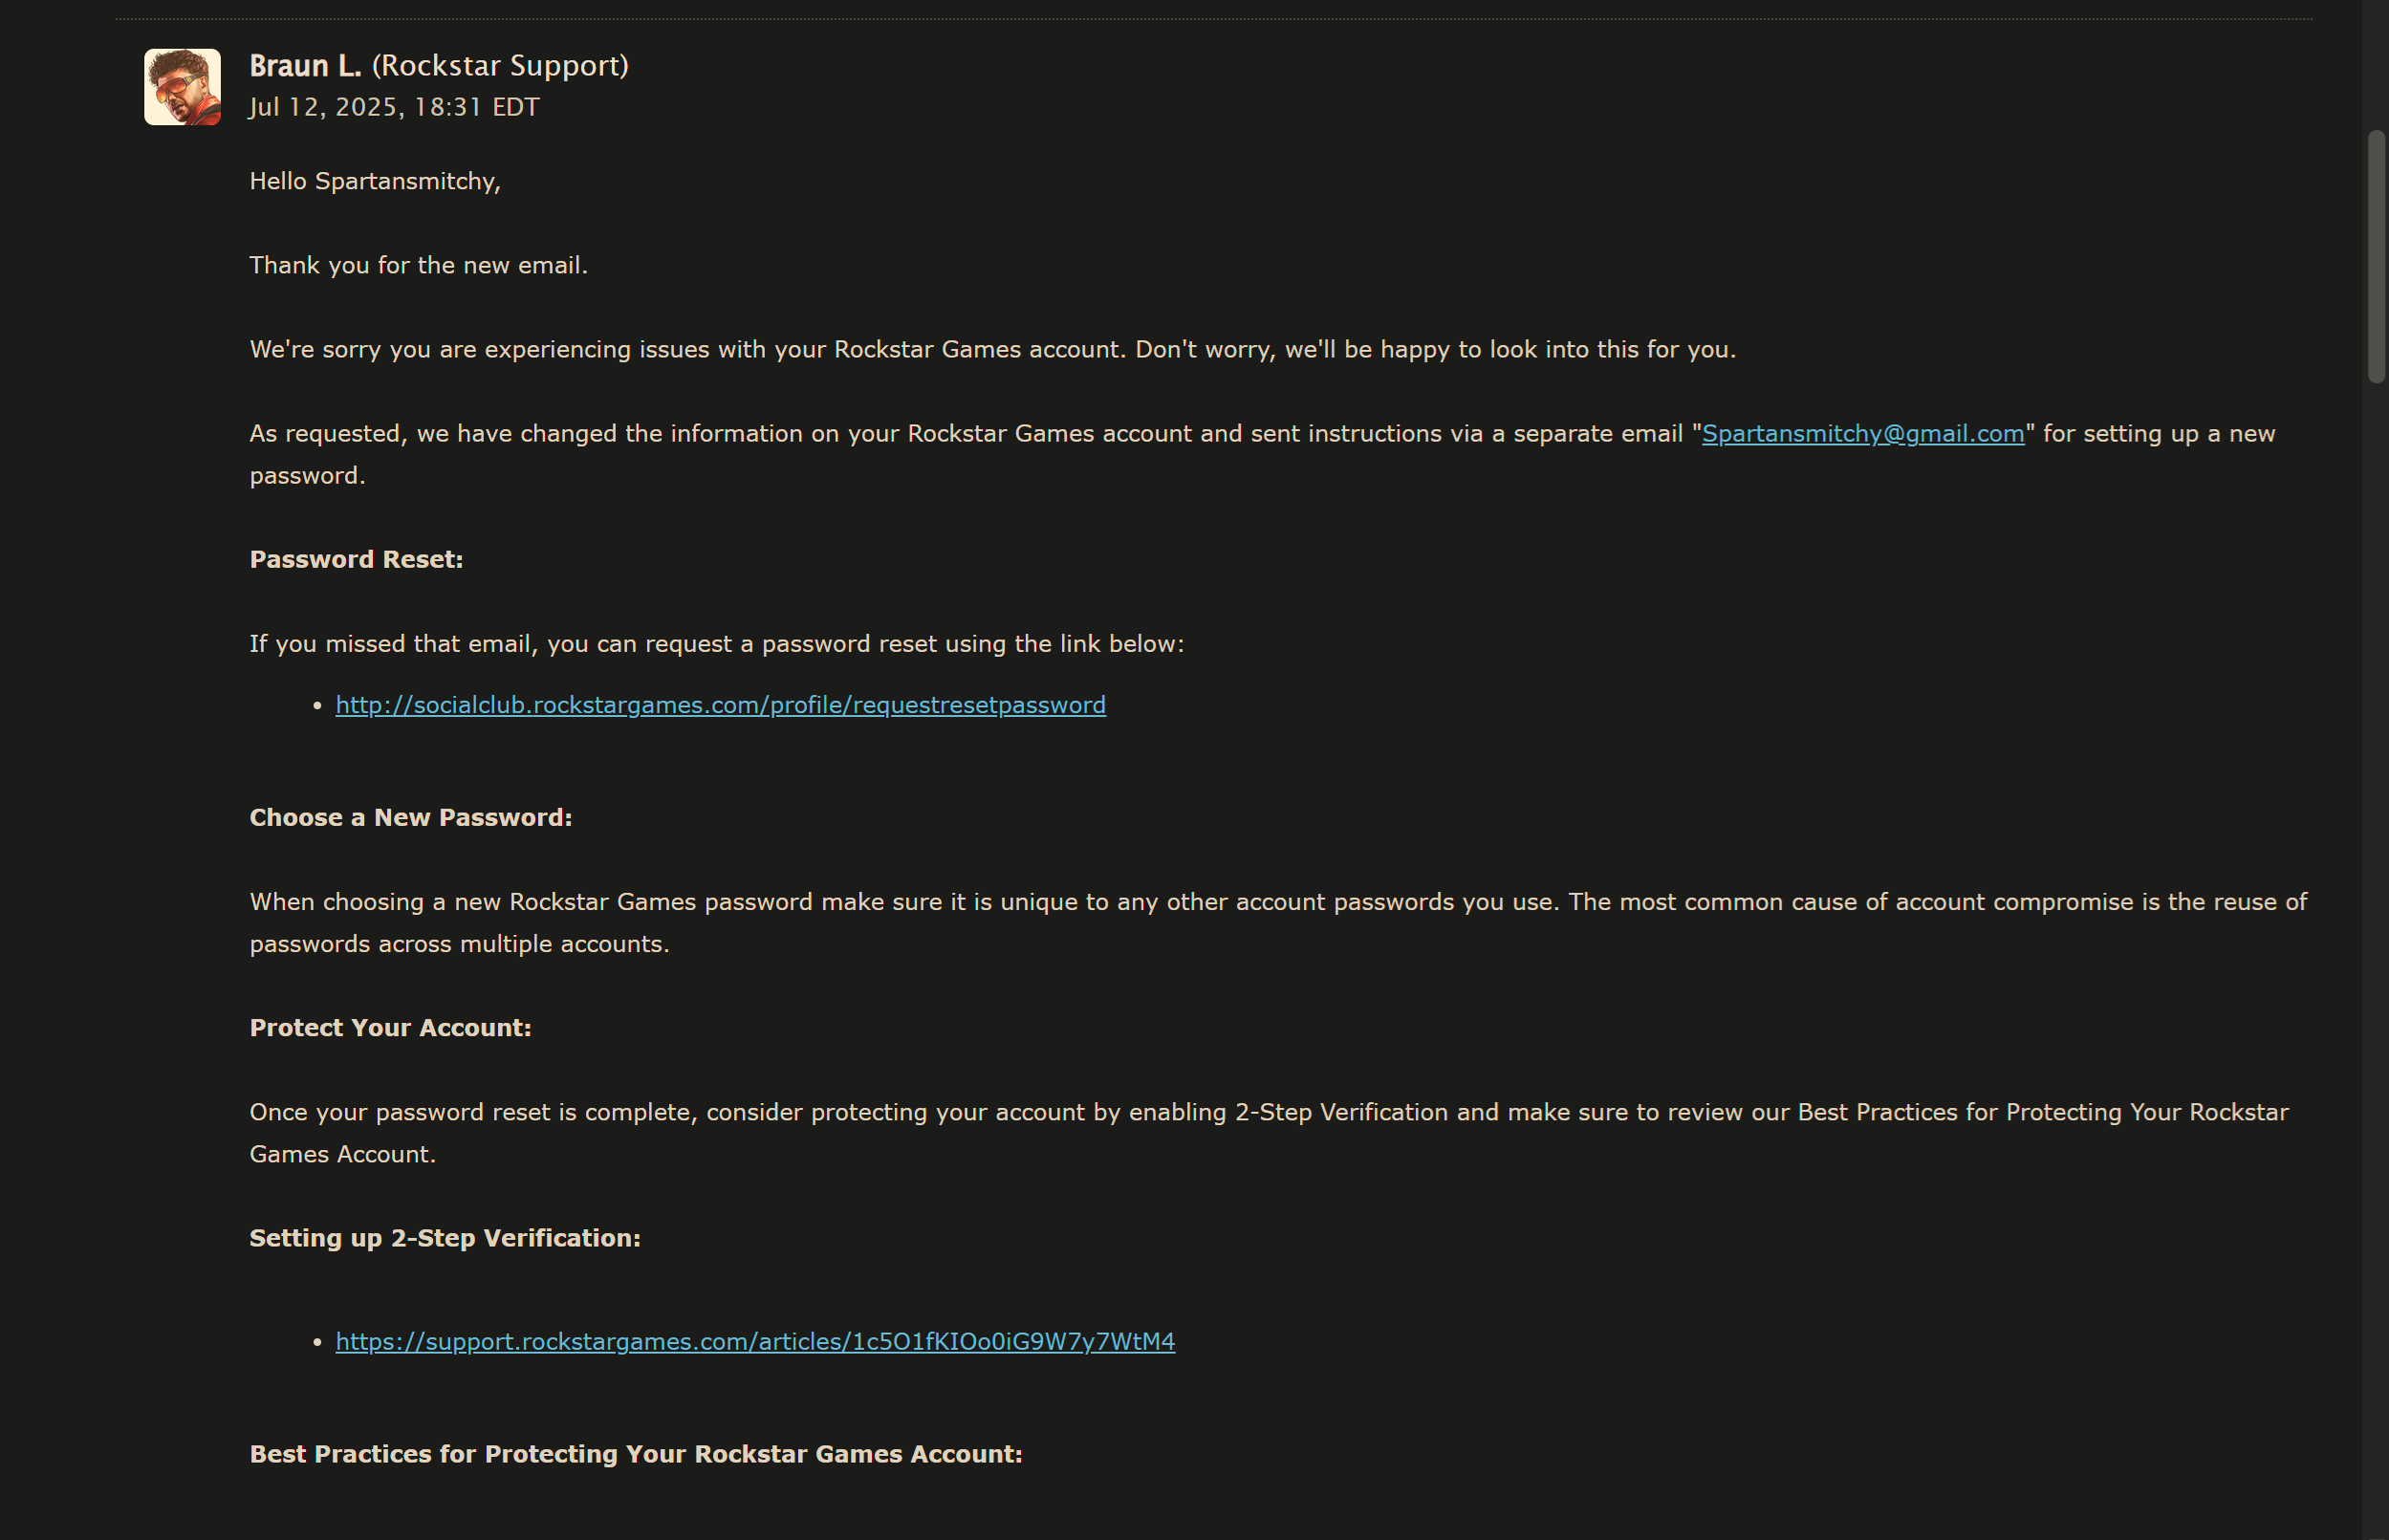 Braun L. (Rockstar Support)
Jul 12, 2025, 18:31 EDT
Hello Spartansmitchy,
Thank you for the new email.
We're sorry you are experiencing issues with your Rockstar Games account. Don't worry, we'll be happy to look into this for you.
As requested, we have changed the information on your Rockstar Games account and sent instructions via a separate email "Spartansmitchy@gmail.com" for setting up a new
password.
Password Reset:
If you missed that email, you can request a password reset using the link below:
• http://socialclub.rockstargames.com/profile/requestresetpassword
Choose a New Password:
When choosing a new Rockstar Games password make sure it is unique to any other account passwords you use. The most common cause of account compromise is the reuse of
passwords across multiple accounts.
Protect Your Account:
Once your password reset is complete, consider protecting your account by enabling 2-Step Verification and make sure to review our Best Practices for Protecting Your Rockstar
Games Account.
Setting up 2-Step Verification:
• https://support.rockstargames.com/articles/1c5O1fKIOo0iG9W7y7WtM4
Best Practices for Protecting Your Rockstar Games Account: